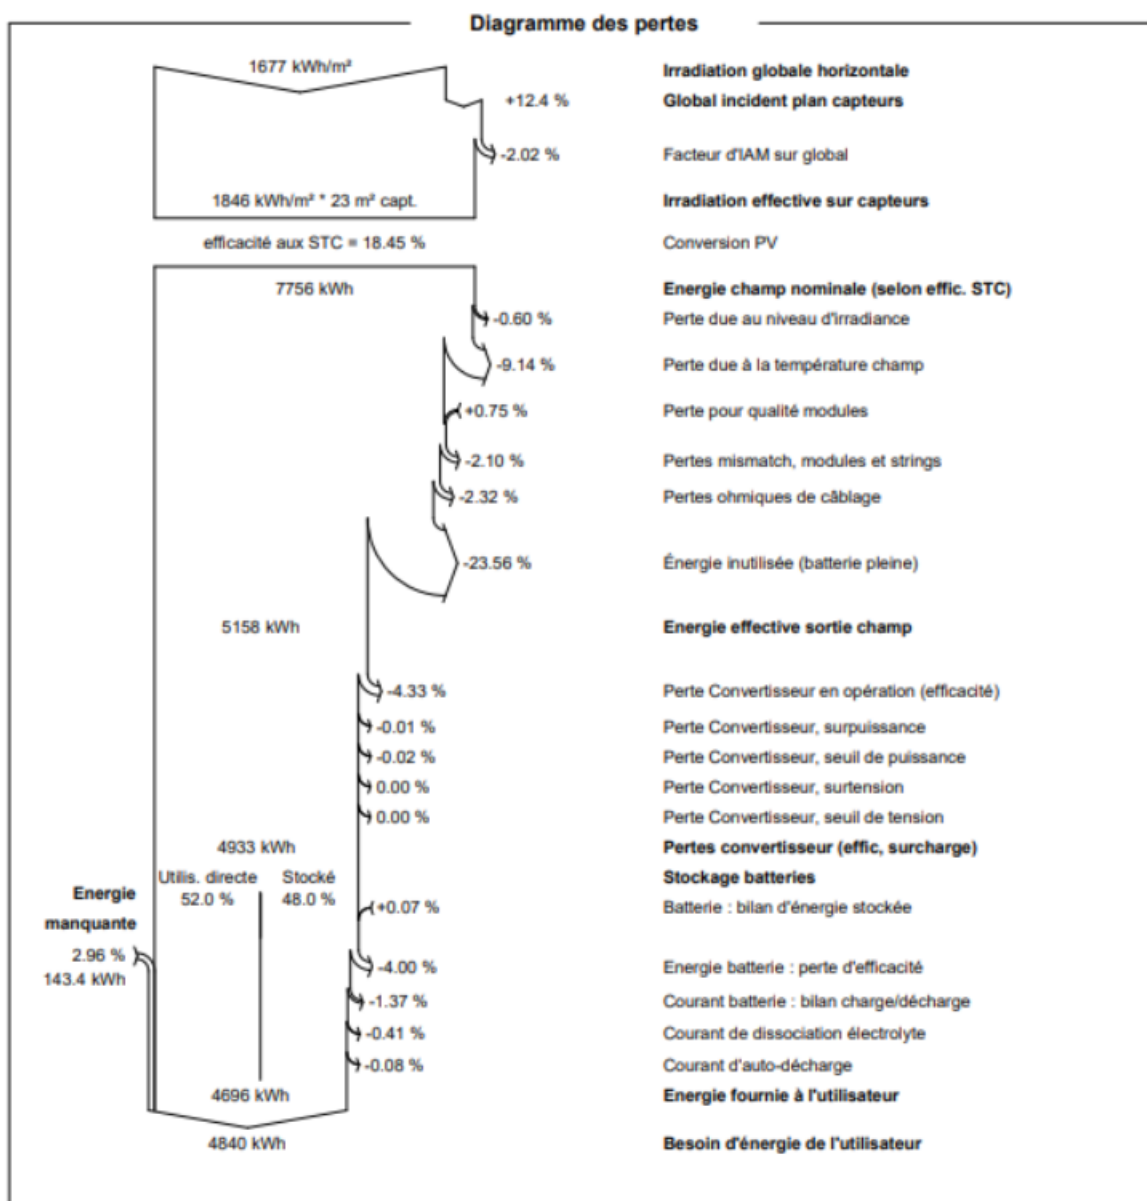 Diagramme des pertes
1677 kWh/m² Irradiation globale horizontale
+12.4 % Global incident plan capteurs
-2.02 % Facteur d'IAM sur global
1846 kWh/m² * 23 m² capt. Irradiation effective sur capteurs
efficacité aux STC = 18.45 % Conversion PV
7756 kWh Energie champ nominale (selon effic. STC)
-0.60 % Perte due au niveau d'irradiance
-9.14 % Perte due à la température champ
+0.75 % Perte pour qualité modules
-2.10 % Pertes mismatch, modules et strings
-2.32 % Pertes ohmiques de câblage
-23.56 % Énergie inutilisée (batterie pleine)
5158 kWh Energie effective sortie champ
-4.33 % Perte Convertisseur en opération (efficacité)
-0.01 % Perte Convertisseur, surpuissance
-0.02 % Perte Convertisseur, seuil de puissance
0.00 % Perte Convertisseur, surtension
0.00 % Perte Convertisseur, seuil de tension
4933 kWh Pertes convertisseur (effic, surcharge)
Utilis. directe Stocké Stockage batteries
Energie 52.0 % 48.0 % +0.07 % Batterie : bilan d'énergie stockée
manquante
2.96 % -4.00 % Energie batterie : perte d'efficacité
143.4 kWh -1.37 % Courant batterie : bilan charge/décharge
-0.41 % Courant de dissociation électrolyte
-0.08 % Courant d'auto-décharge
4696 kWh Energie fournie à l'utilisateur
4840 kWh Besoin d'énergie de l'utilisateur